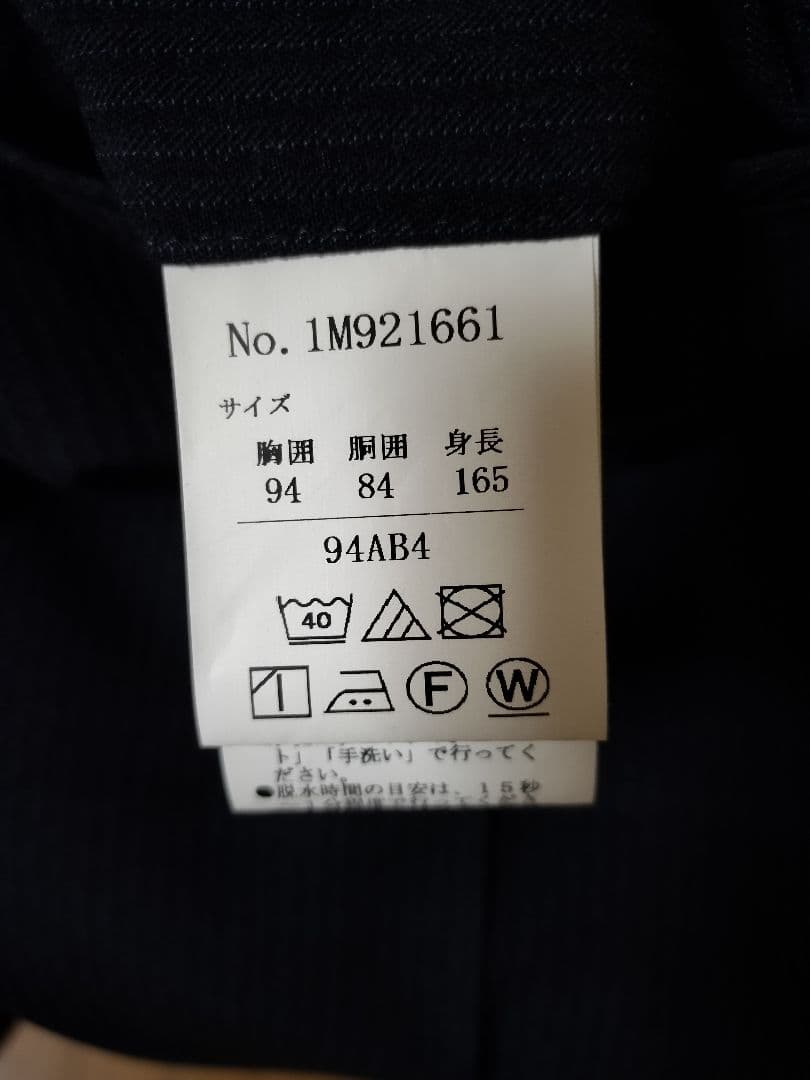 No. 1M921661
サイズ
胸囲 胴囲 身長
94 84 165
94AB4
40
F W
ト」「手洗い」で行ってく
ださい。
●脱水時間の目安は、15秒